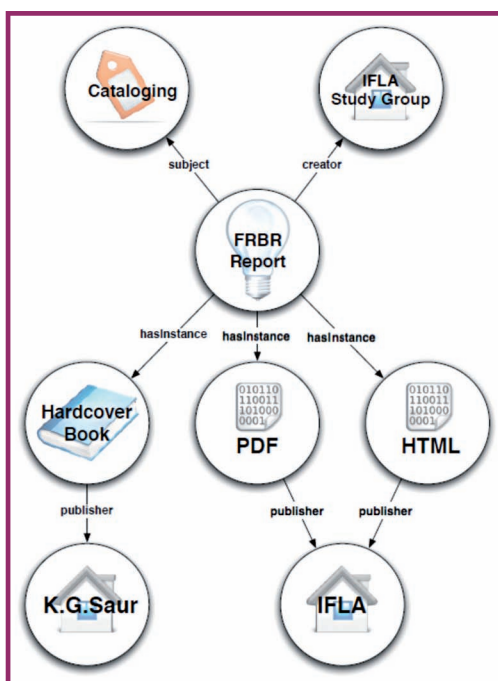 Cataloging
IFLA
Study Group
subject
creator
FRBR
Report
hasInstance
hasInstance
hasInstance
010110
110011
101000
0001
010110
110011
101000
0001
Hardcover
Book
PDF
HTML
publisher
publisher
publisher
K.G.Saur
IFLA